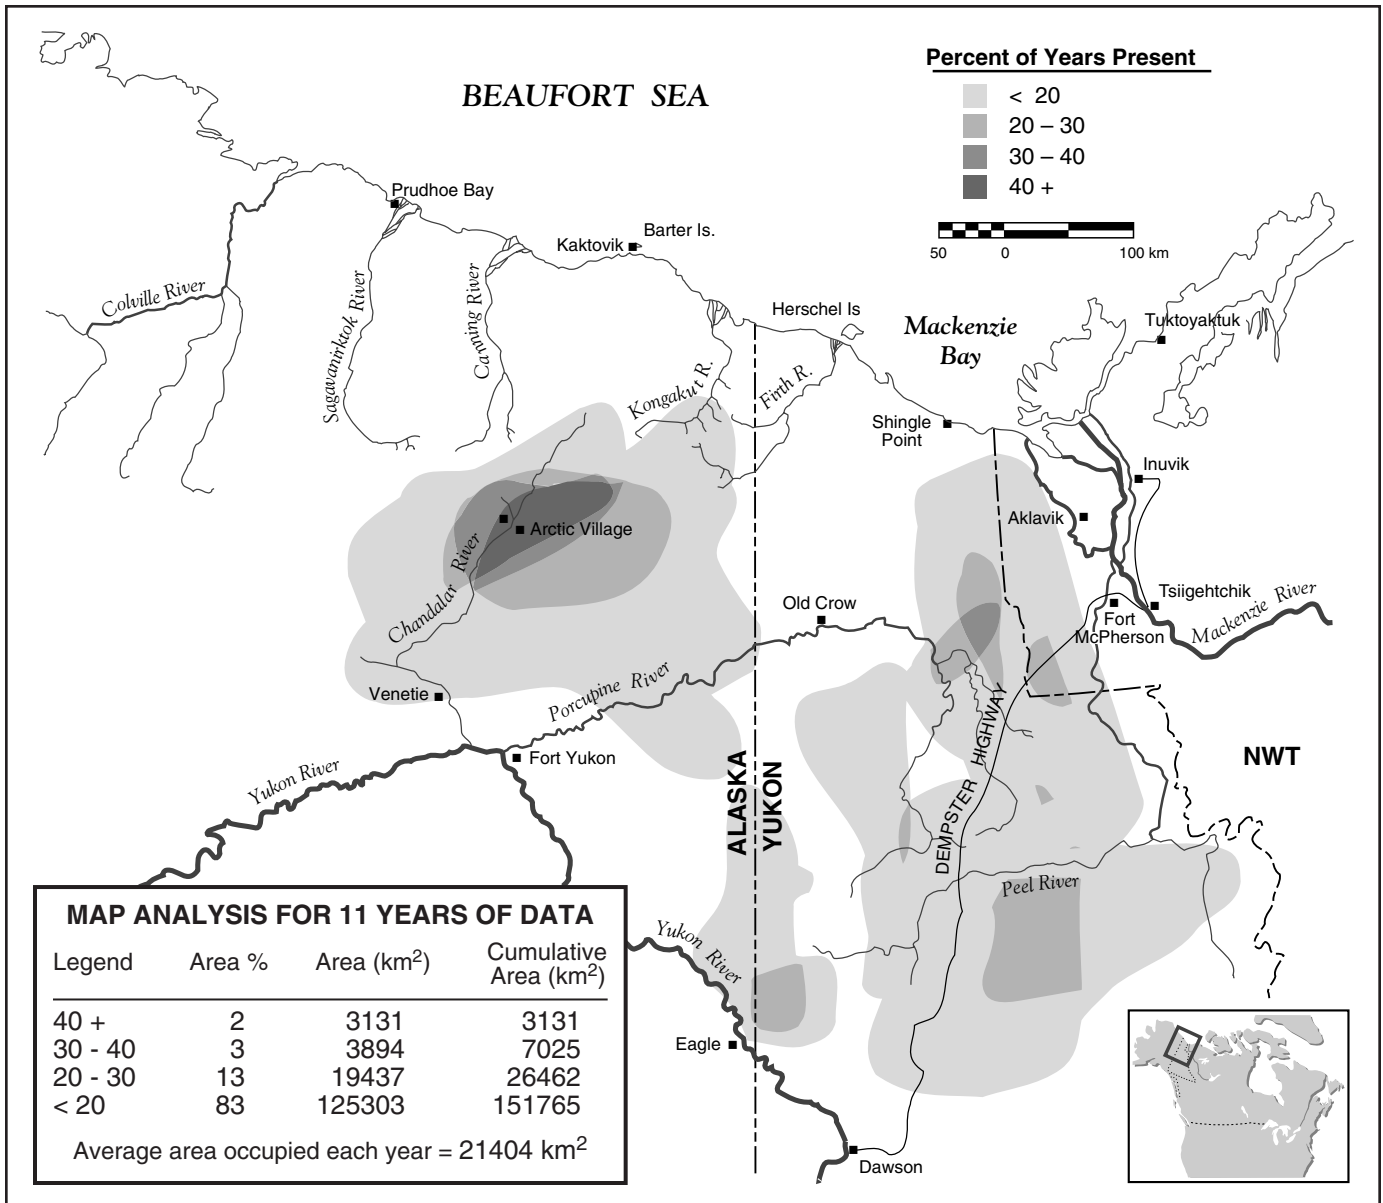 BEAUFORT SEA
Percent of Years Present
< 20
20 – 30
30 – 40
40 +
50 0 100 km
Prudhoe Bay
Barter Is.
Kaktovik
Colville River
Sagavanirktok River
Canning River
Herschel Is
Mackenzie
Bay
Tuktoyaktuk
Kongakut R.
Firth R.
Shingle
Point
Inuvik
Aklavik
Arctic Village
Chandalar River
Old Crow
Tsiigehtchik
Fort
McPherson
Mackenzie River
Venetie
Porcupine River
Fort Yukon
Yukon River
ALASKA
YUKON
DEMPSTER HIGHWAY
NWT
Peel River
Yukon River
Eagle
Dawson
MAP ANALYSIS FOR 11 YEARS OF DATA
Legend Area % Area (km2) Cumulative Area (km2)
40 + 2 3131 3131
30 - 40 3 3894 7025
20 - 30 13 19437 26462
< 20 83 125303 151765
Average area occupied each year = 21404 km2